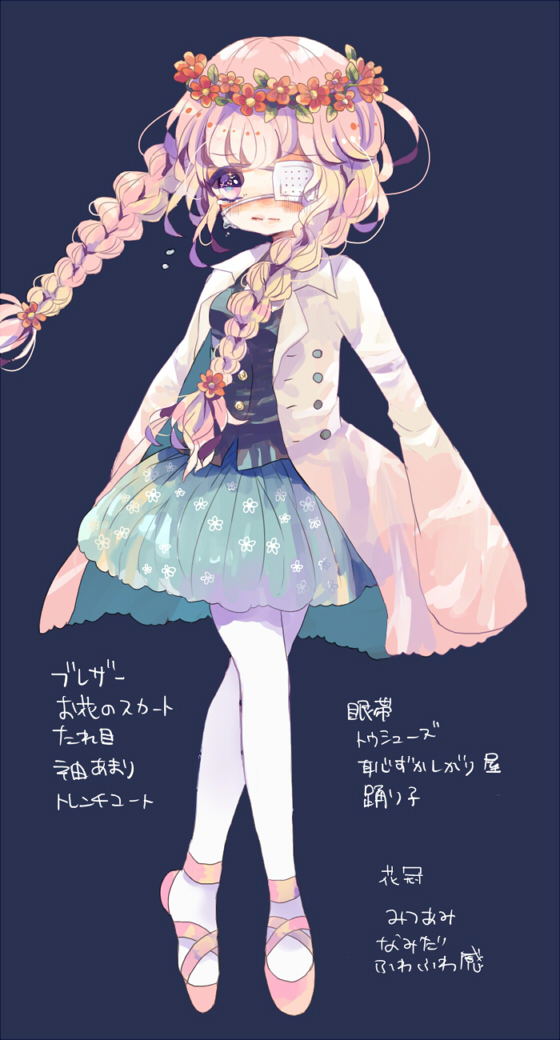 ブレザー
お花のスカート
たれ目
袖あまり
トレンチコート
眼帯
トウシューズ
恥ずかしがり屋
踊り子
花冠
みつあみ
なみだ
ふわふわ感